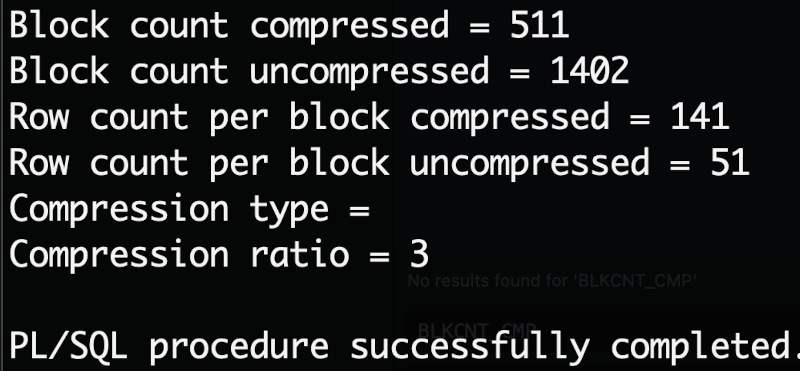 Block count compressed = 511
Block count uncompressed = 1402
Row count per block compressed = 141
Row count per block uncompressed = 51
Compression type =
Compression ratio = 3
No results found for 'BLKCNT_CMP'
BLKCNT_CMP
PL/SQL procedure successfully completed.